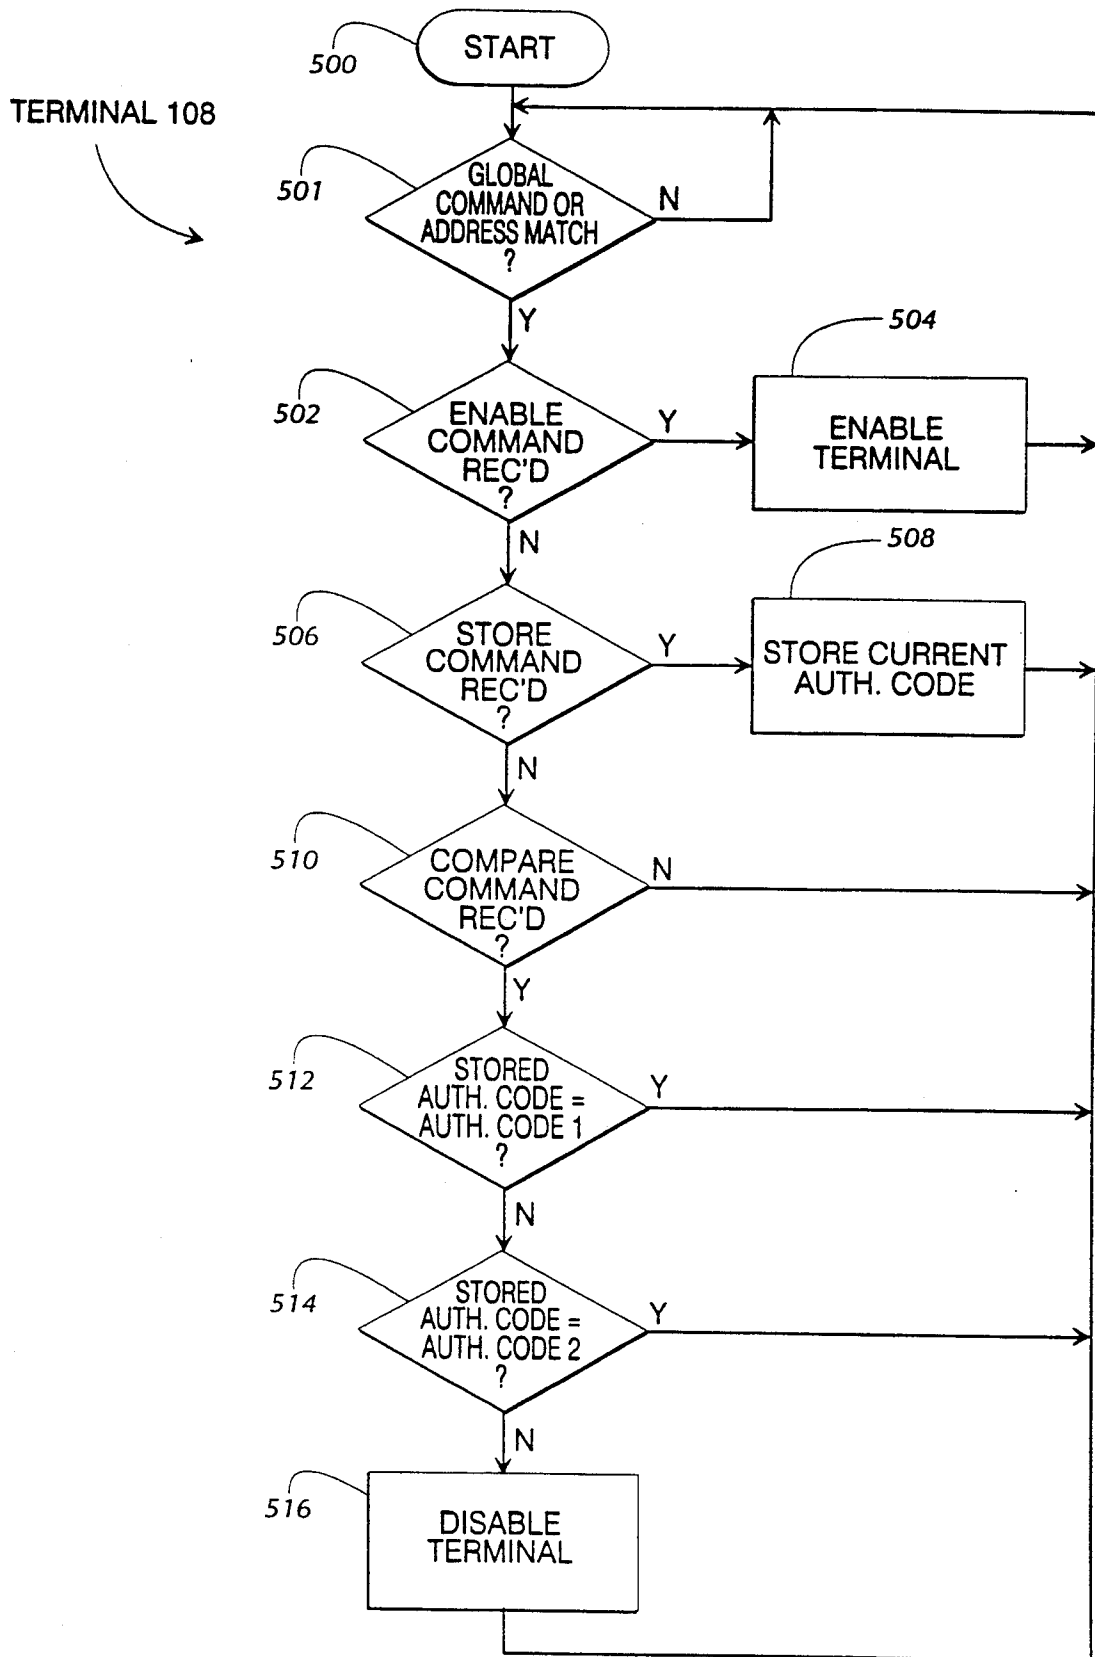 500
START
TERMINAL 108
501
GLOBAL
COMMAND OR
ADDRESS MATCH
?
N
Y
504
502
ENABLE
COMMAND
REC'D
?
Y
ENABLE
TERMINAL
N
508
506
STORE
COMMAND
REC'D
?
Y
STORE CURRENT
AUTH. CODE
N
510
COMPARE
COMMAND
REC'D
?
N
Y
512
STORED
AUTH. CODE =
AUTH. CODE 1
?
Y
N
514
STORED
AUTH. CODE =
AUTH. CODE 2
?
Y
N
516
DISABLE
TERMINAL